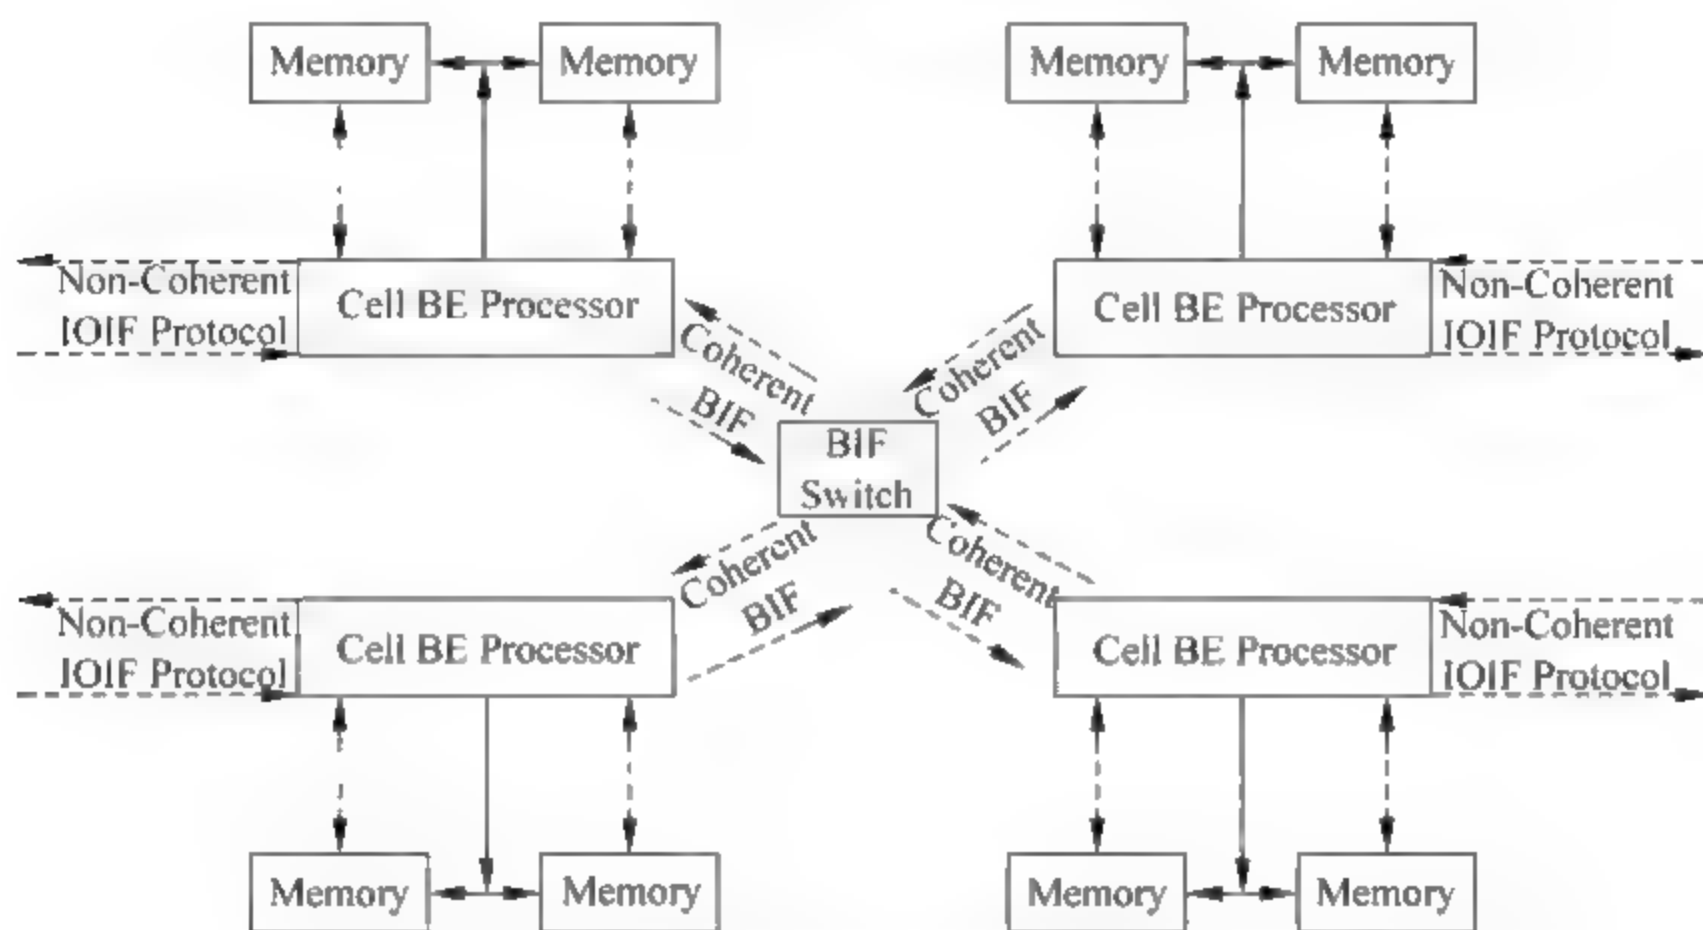 Memory
Memory
Memory
Memory
Non-Coherent
IOIF Protocol
Cell BE Processor
Coherent
BIF
Coherent
BIF
Cell BE Processor
Non-Coherent
IOIF Protocol
BIF
Switch
Non-Coherent
IOIF Protocol
Cell BE Processor
Coherent
BIF
Coherent
BIF
Cell BE Processor
Non-Coherent
IOIF Protocol
Memory
Memory
Memory
Memory